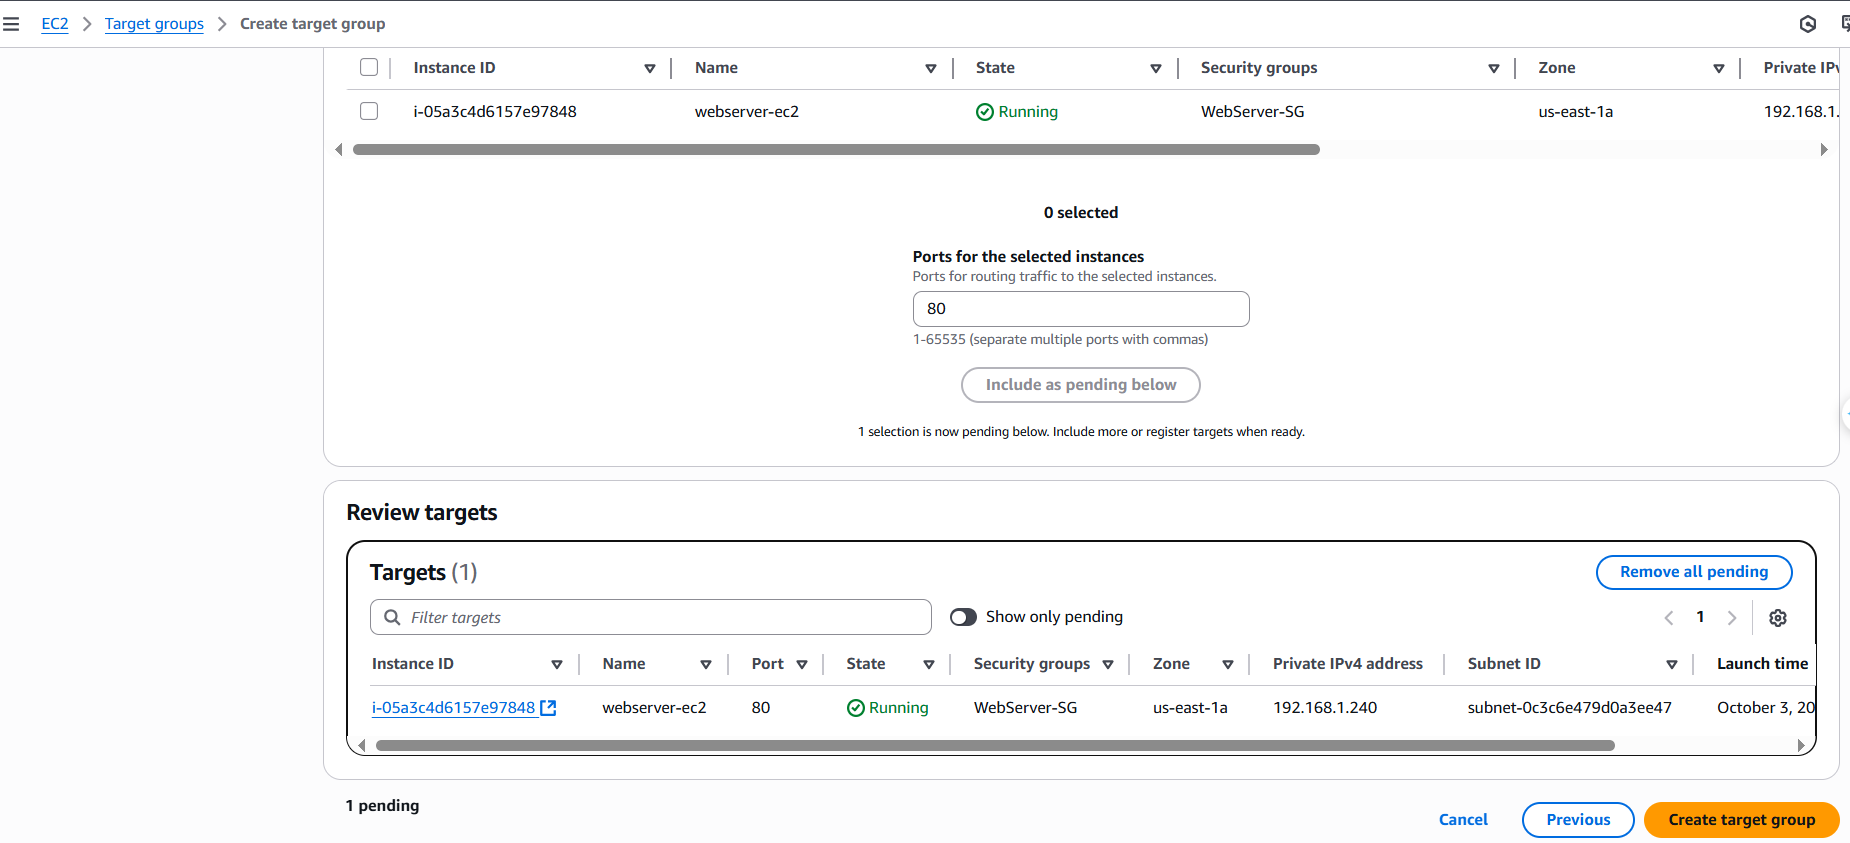 EC2 Target groups Create target group
Instance ID Name State Security groups Zone Private IPv
i-05a3c4d6157e97848 webserver-ec2 Running WebServer-SG us-east-1a 192.168.1.
0 selected
Ports for the selected instances
Ports for routing traffic to the selected instances.
80
1-65535 (separate multiple ports with commas)
Include as pending below
1 selection is now pending below. Include more or register targets when ready.
Review targets
Targets (1) Remove all pending
Filter targets Show only pending 1
Instance ID Name Port State Security groups Zone Private IPv4 address Subnet ID Launch time
i-05a3c4d6157e97848 webserver-ec2 80 Running WebServer-SG us-east-1a 192.168.1.240 subnet-0c3c6e479d0a3ee47 October 3, 20
1 pending
Cancel Previous Create target group